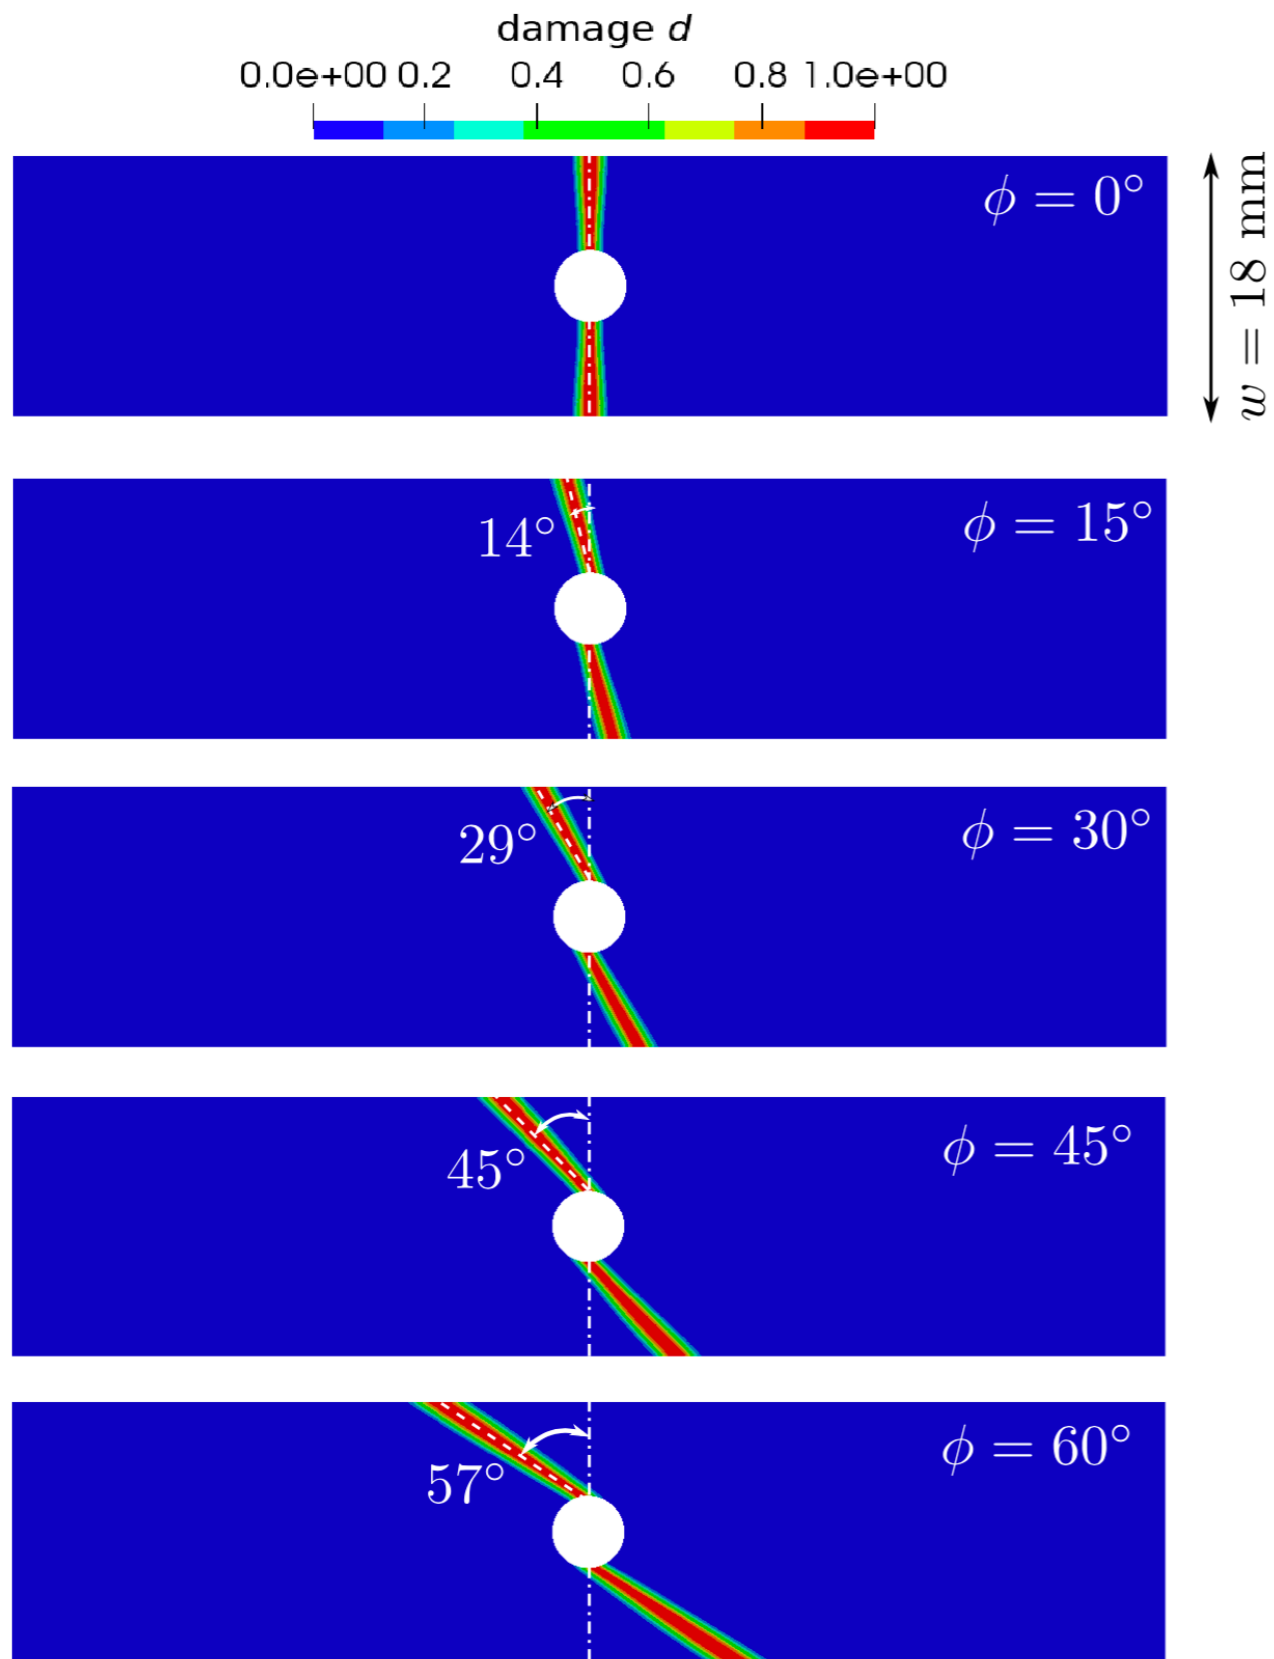 damage d
0.0e+00 0.2 0.4 0.6 0.8 1.0e+00
ϕ = 0°
w = 18 mm
14°
ϕ = 15°
29°
ϕ = 30°
45°
ϕ = 45°
57°
ϕ = 60°